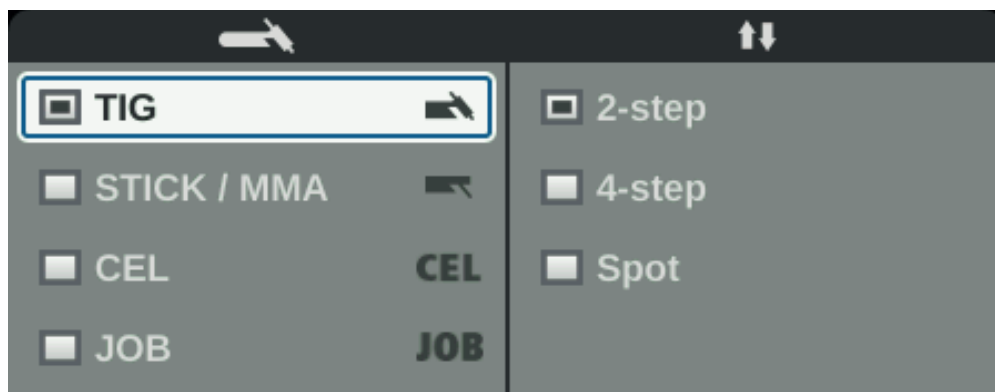 TIG
STICK / MMA
CEL CEL
JOB JOB
2-step
4-step
Spot